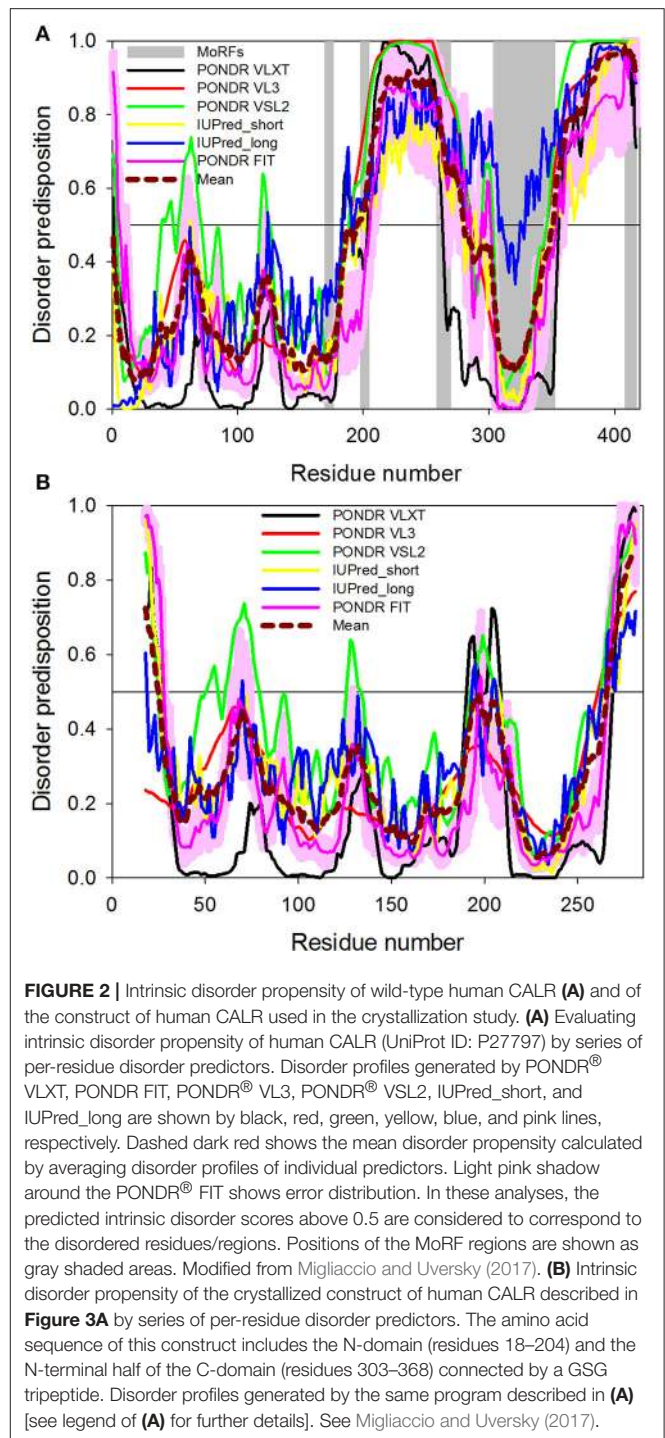 A
MoRFs
PONDR VLXT
PONDR VL3
PONDR VSL2
IUPred_short
IUPred_long
PONDR FIT
Mean
1.0
0.8
0.6
0.4
0.2
0.0
Disorder predisposition
0 100 200 300 400
Residue number
B
PONDR VLXT
PONDR VL3
PONDR VSL2
IUPred_short
IUPred_long
PONDR FIT
Mean
1.0
0.8
0.6
0.4
0.2
0.0
Disorder predisposition
0 50 100 150 200 250
Residue number
FIGURE 2 | Intrinsic disorder propensity of wild-type human CALR (A) and of
the construct of human CALR used in the crystallization study. (A) Evaluating
intrinsic disorder propensity of human CALR (UniProt ID: P27797) by series of
per-residue disorder predictors. Disorder profiles generated by PONDR®
VLXT, PONDR FIT, PONDR® VL3, PONDR® VSL2, IUPred_short, and
IUPred_long are shown by black, red, green, yellow, blue, and pink lines,
respectively. Dashed dark red shows the mean disorder propensity calculated
by averaging disorder profiles of individual predictors. Light pink shadow
around the PONDR® FIT shows error distribution. In these analyses, the
predicted intrinsic disorder scores above 0.5 are considered to correspond to
the disordered residues/regions. Positions of the MoRF regions are shown as
gray shaded areas. Modified from Migliaccio and Uversky (2017). (B) Intrinsic
disorder propensity of the crystallized construct of human CALR described in
Figure 3A by series of per-residue disorder predictors. The amino acid
sequence of this construct includes the N-domain (residues 18–204) and the
N-terminal half of the C-domain (residues 303–368) connected by a GSG
tripeptide. Disorder profiles generated by the same program described in (A)
[see legend of (A) for further details]. See Migliaccio and Uversky (2017).